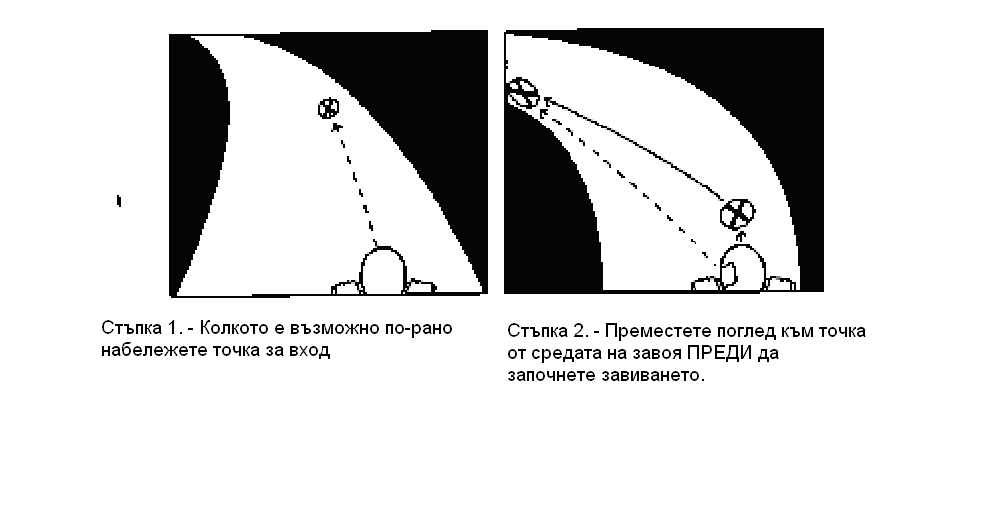 Стъпка 1. - Колкото е възможно по-рано
набележете точка за вход
Стъпка 2. - Преместете поглед към точка
от средата на завоя ПРЕДИ да
започнете завиването.